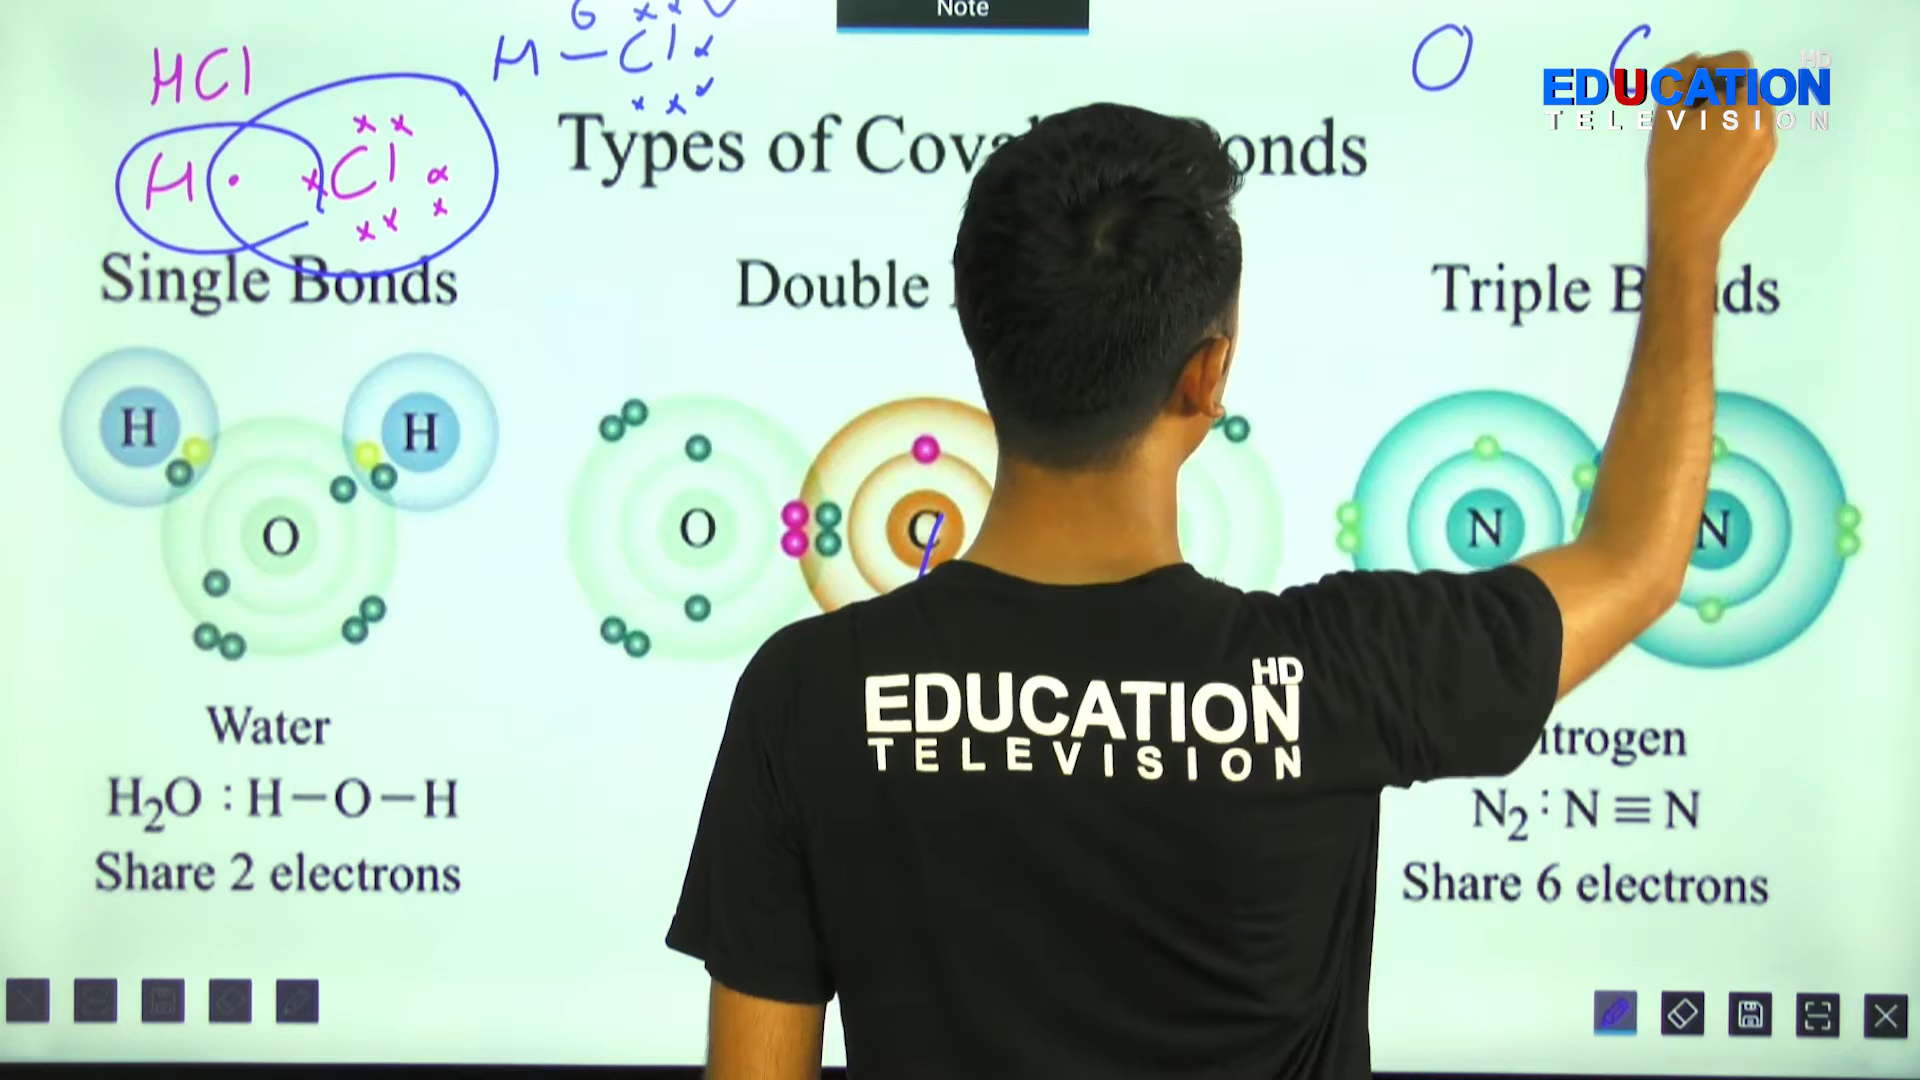 Note
HCl
H — Cl
O
HD
EDUCATION
TELEVISION
Types of Cov onds
H Cl
Single Bonds
Double
Triple B ds
H H
O
O C
N N
HD
EDUCATION
TELEVISION
Water
H₂O : H—O—H
Share 2 electrons
itrogen
N₂ : N≡N
Share 6 electrons